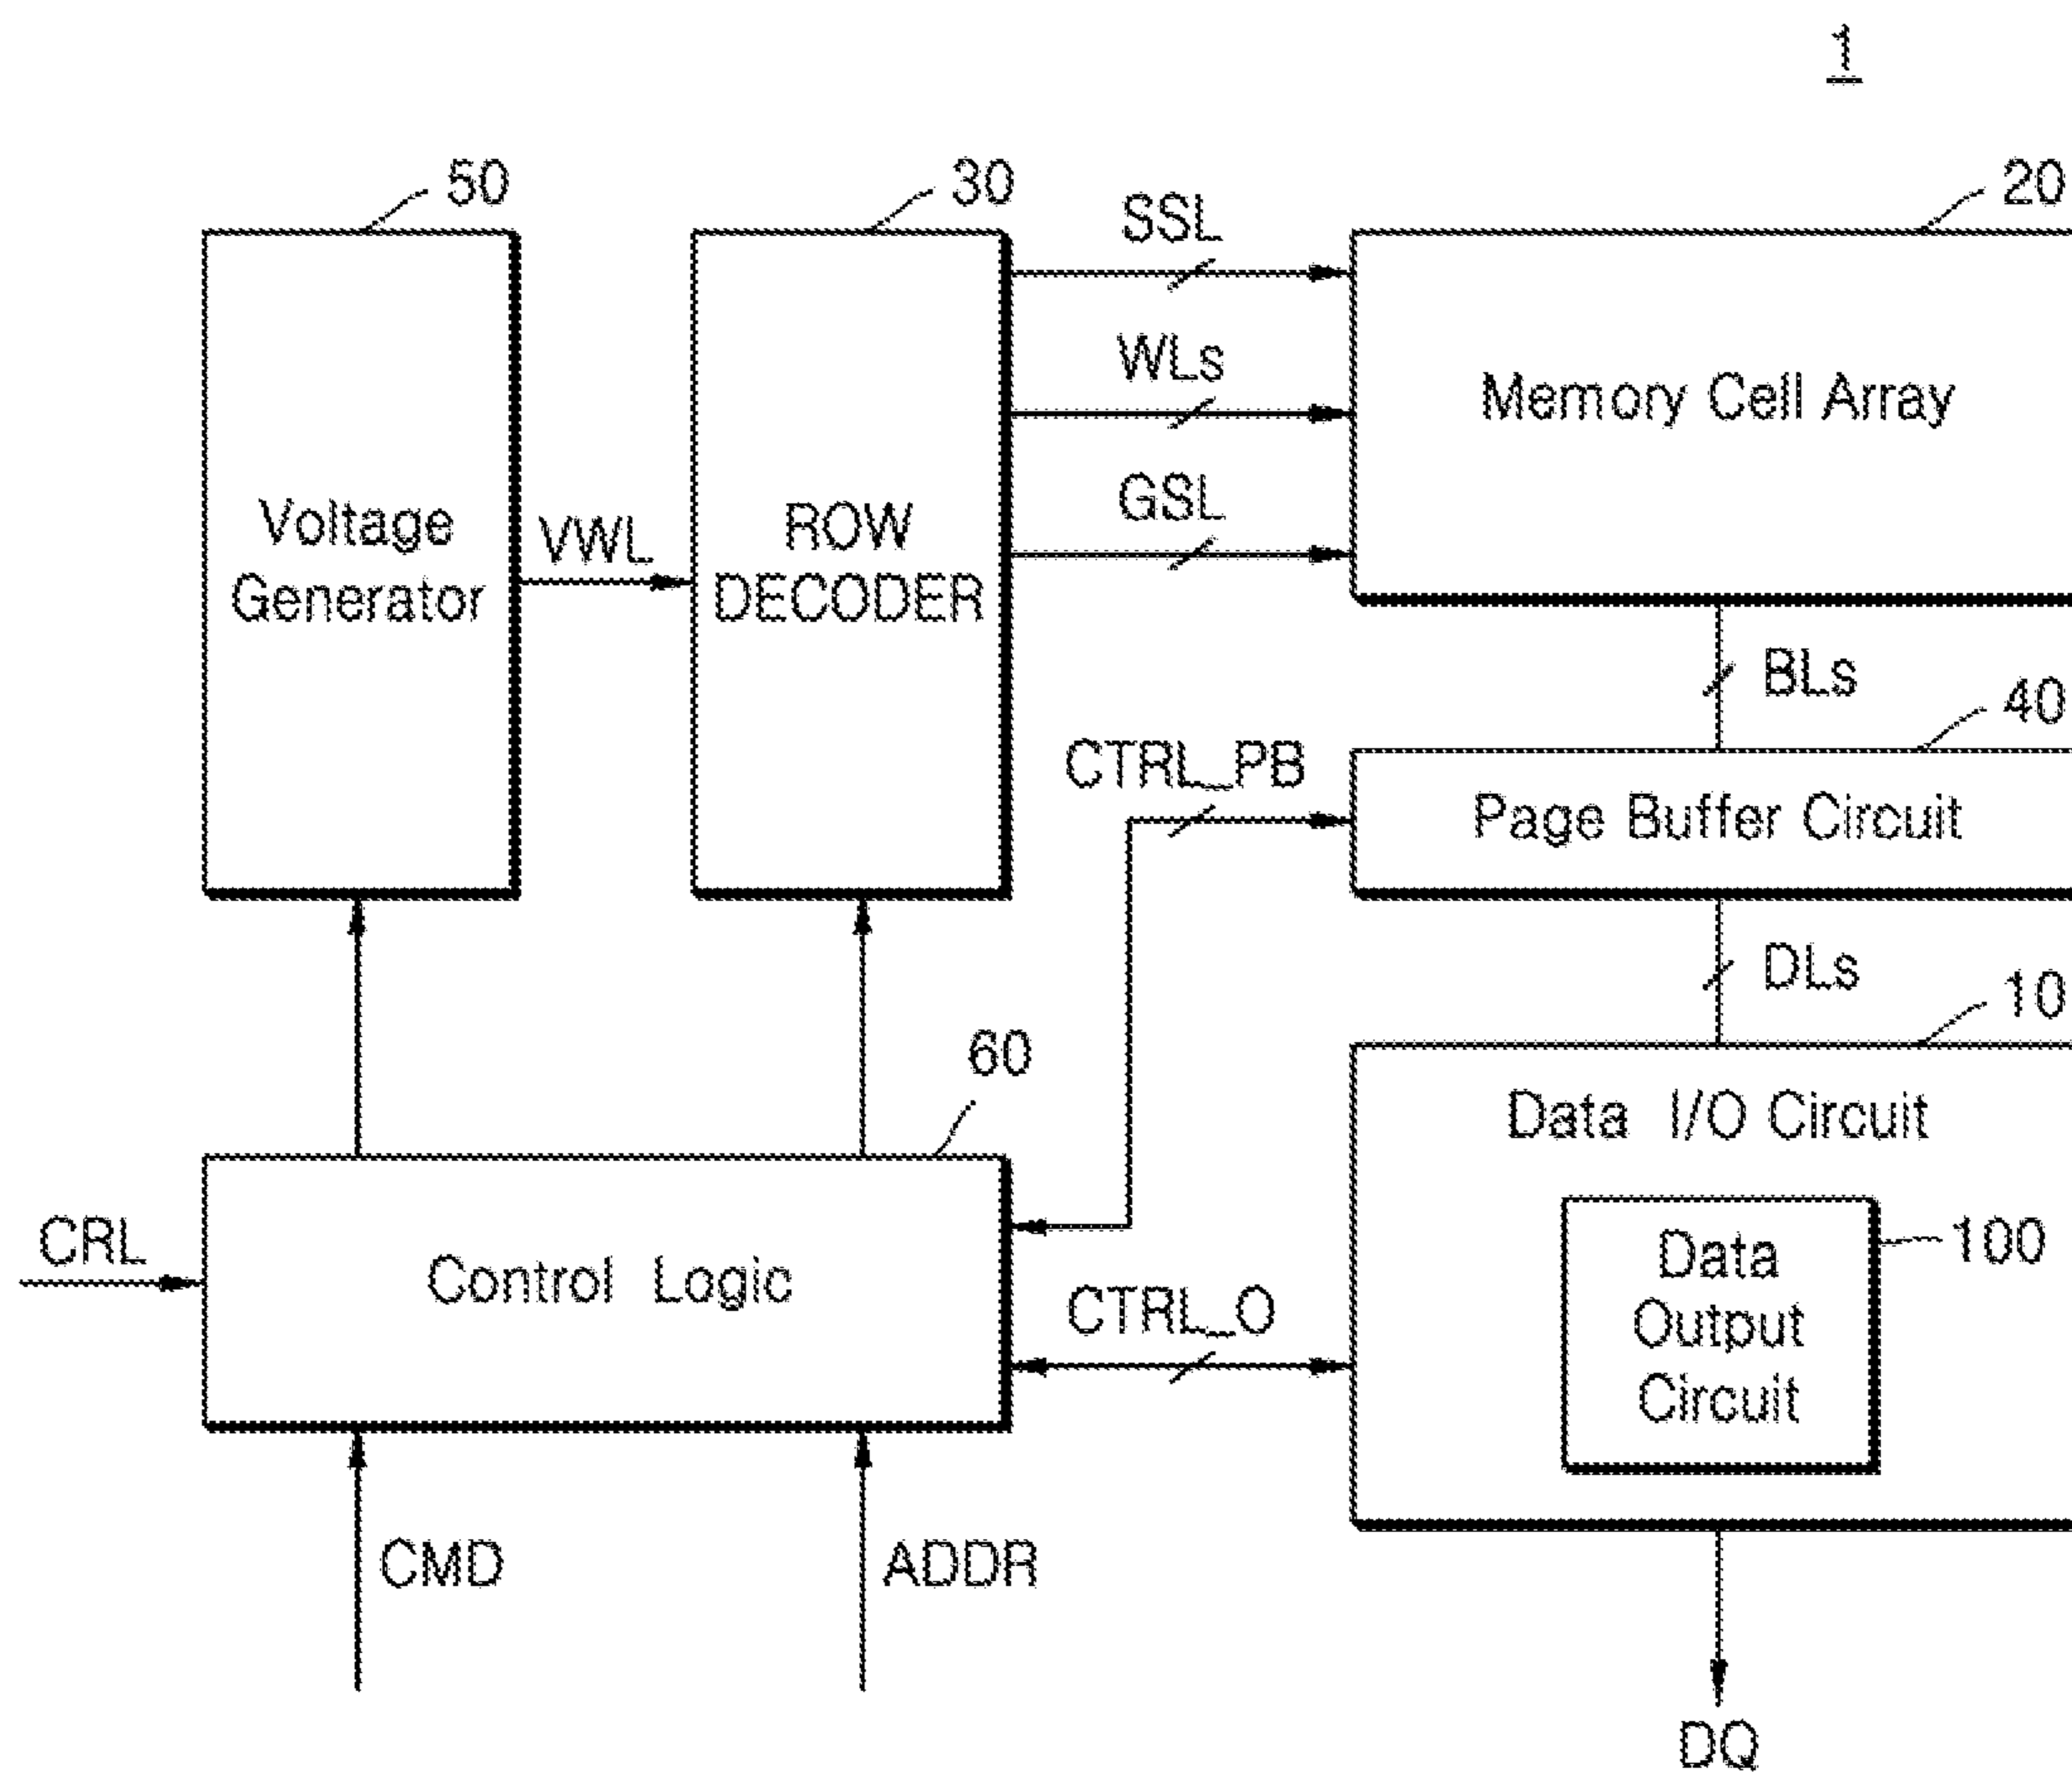 1
50
30
20
SSL
WLs
GSL
Memory Cell Array
Voltage
Generator
VWL
ROW
DECODER
BLs
40
CTRL_PB
Page Buffer Circuit
DLs
10
60
Data I/O Circuit
CRL
Control Logic
CTRL_O
Data
Output
Circuit
100
CMD
ADDR
DQ